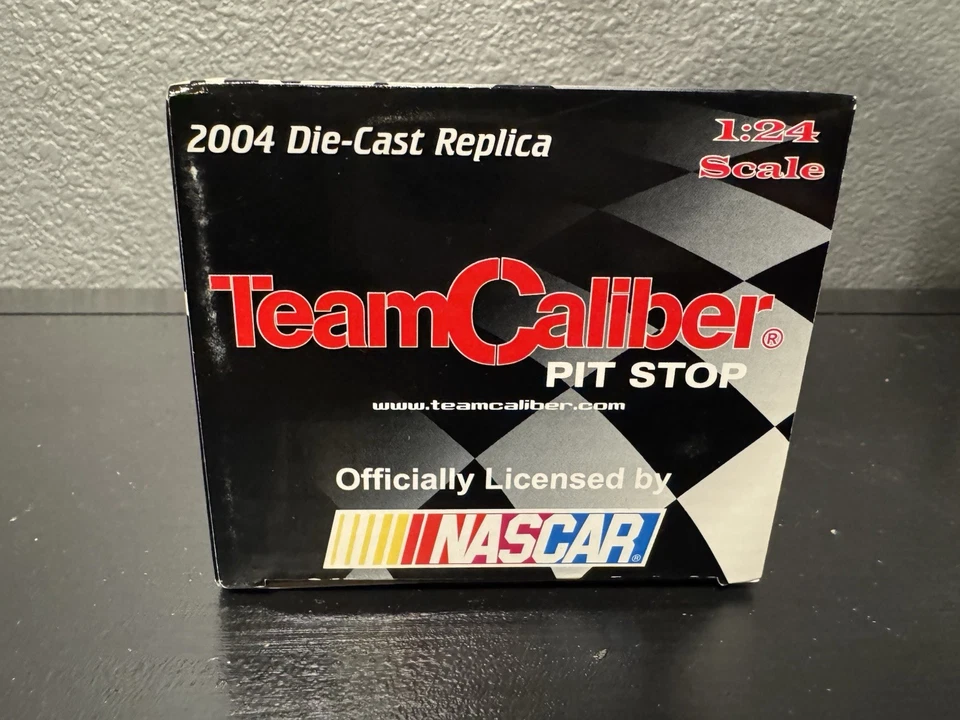 2004 Die-Cast Replica
1:24
Scale
TeamCaliber®
PIT STOP
www.teamcaliber.com
Officially Licensed by
NASCAR®